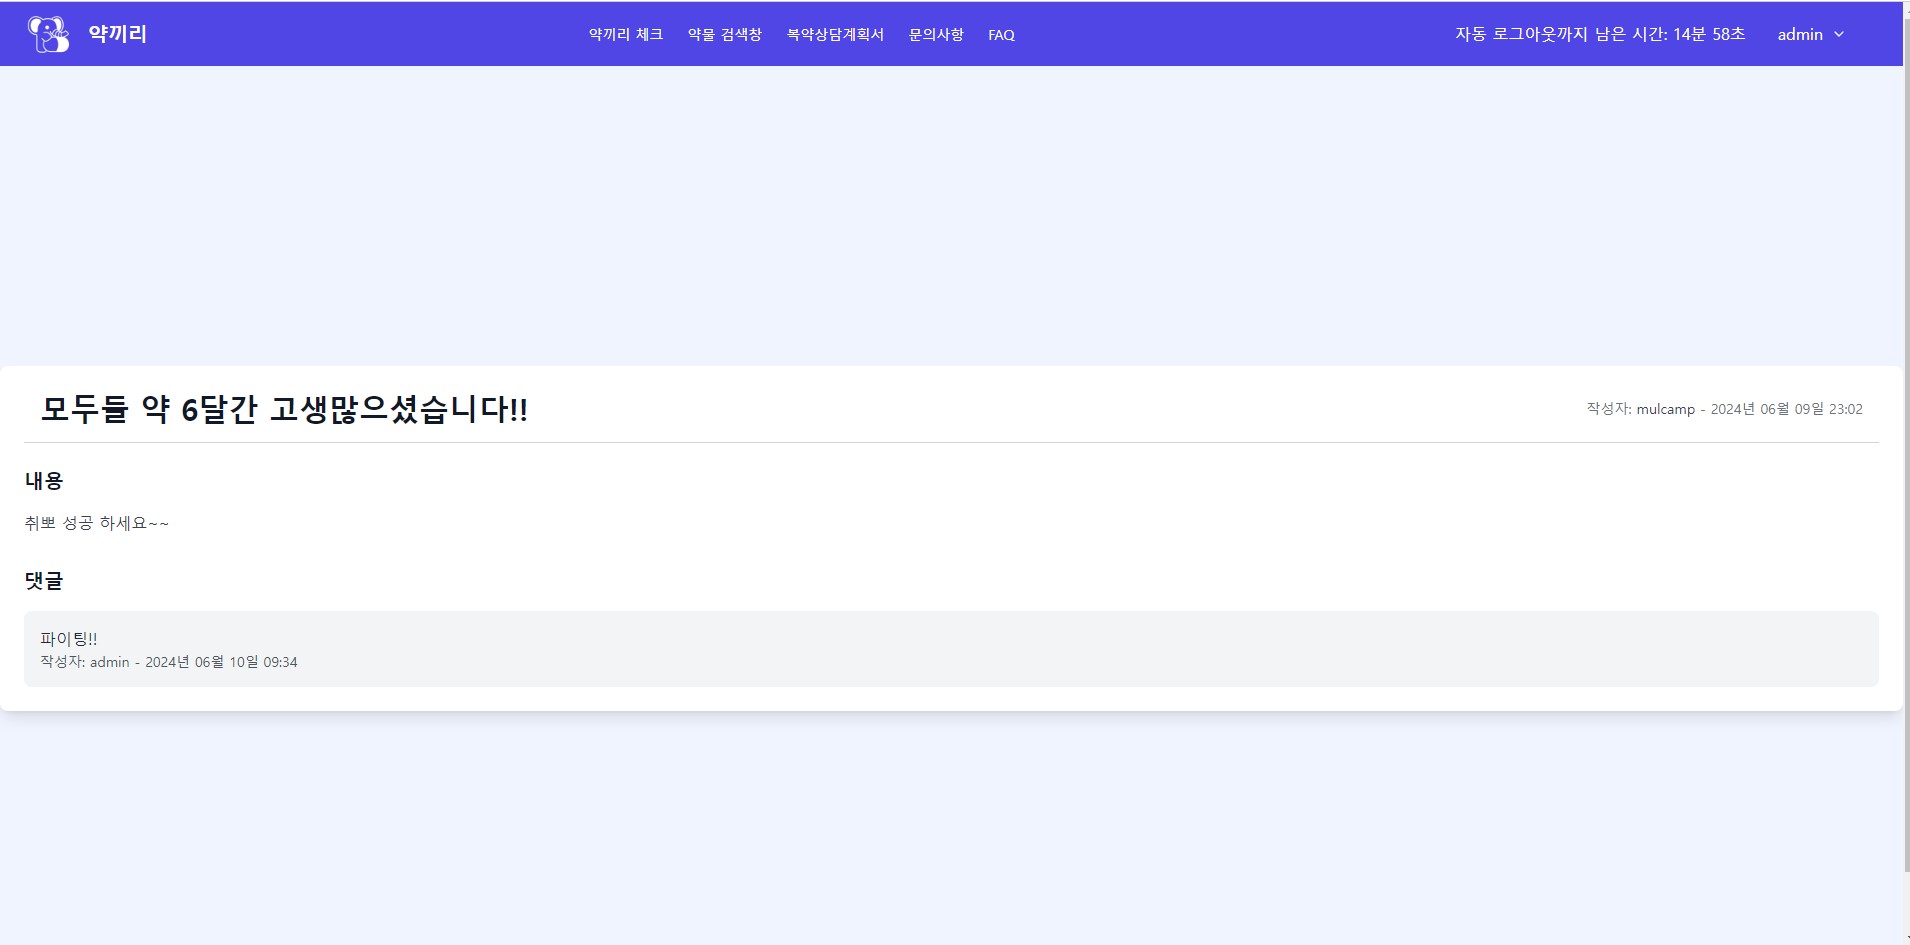 약끼리
약끼리 체크 약물 검색창 복약상담계획서 문의사항 FAQ
자동 로그아웃까지 남은 시간: 14분 58초 admin
모두들 약 6달간 고생많으셨습니다!!
작성자: mulcamp - 2024년 06월 09일 23:02
내용
취뽀 성공 하세요~~
댓글
파이팅!!
작성자: admin - 2024년 06월 10일 09:34